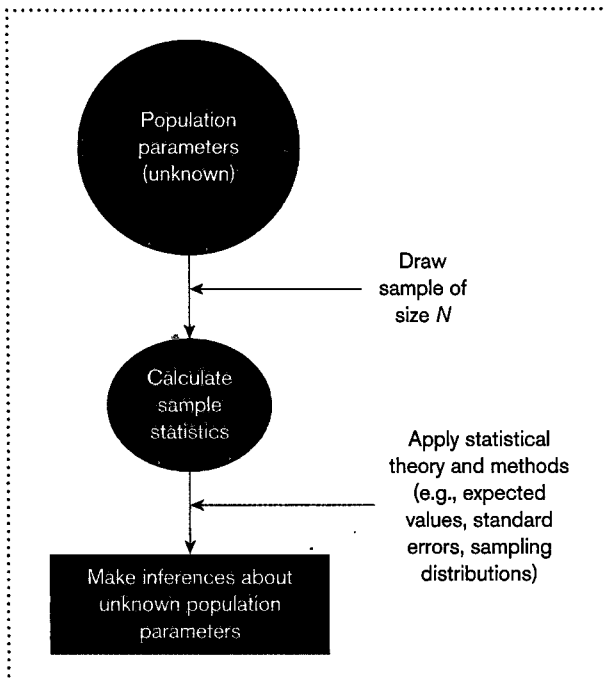 Population
parameters
(unknown)
Draw
sample of
size N
Calculate
sample
statistics
Apply statistical
theory and methods
(e.g., expected
values, standard
errors, sampling
distributions)
Make inferences about
unknown population
parameters